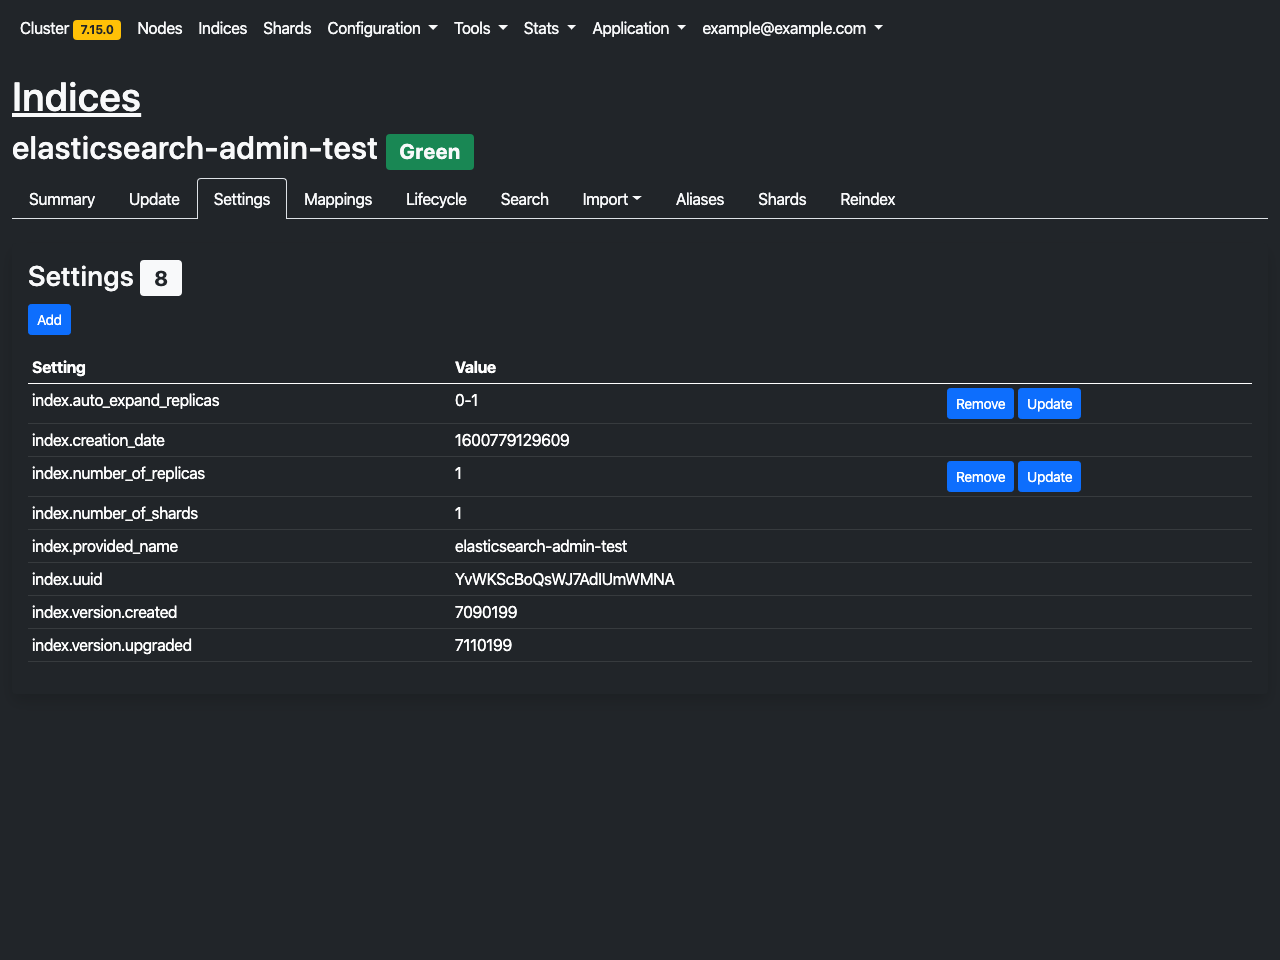 Cluster 7.15.0 Nodes Indices Shards Configuration Tools Stats Application example@example.com
Indices
elasticsearch-admin-test Green
Summary Update Settings Mappings Lifecycle Search Import Aliases Shards Reindex
Settings 8
Add
Setting Value
index.auto_expand_replicas 0-1 Remove Update
index.creation_date 1600779129609
index.number_of_replicas 1 Remove Update
index.number_of_shards 1
index.provided_name elasticsearch-admin-test
index.uuid YvWKScBoQsWJ7AdIUmWMNA
index.version.created 7090199
index.version.upgraded 7110199